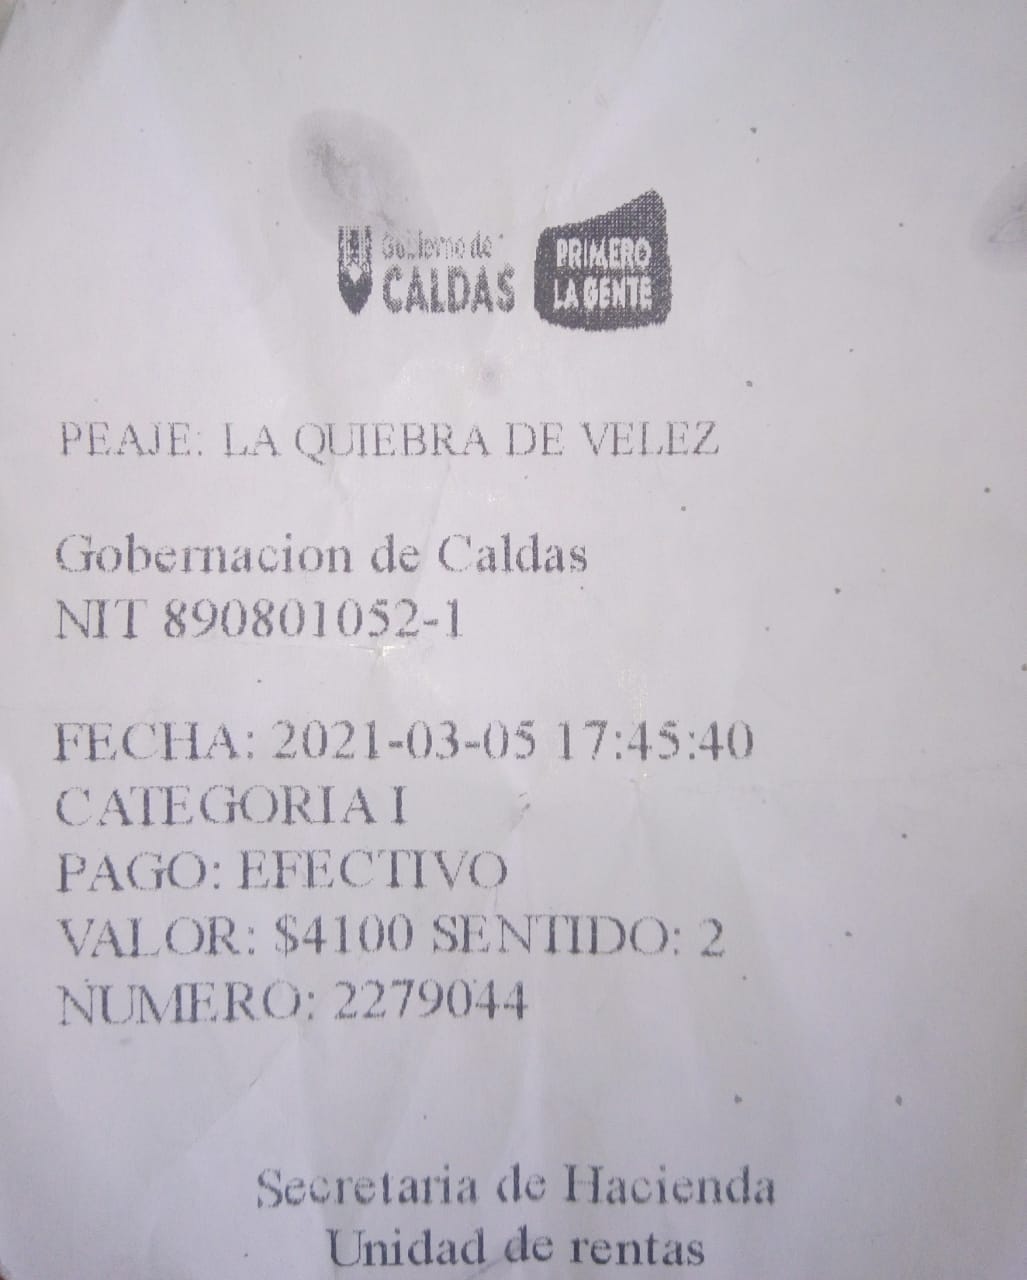 Gobierno de
CALDAS
PRIMERO
LA GENTE
PEAJE: LA QUIEBRA DE VELEZ
Gobernacion de Caldas
NIT 890801052-1
FECHA: 2021-03-05 17:45:40
CATEGORIA I
PAGO: EFECTIVO
VALOR: $4100 SENTIDO: 2
NUMERO: 2279044
Secretaria de Hacienda
Unidad de rentas